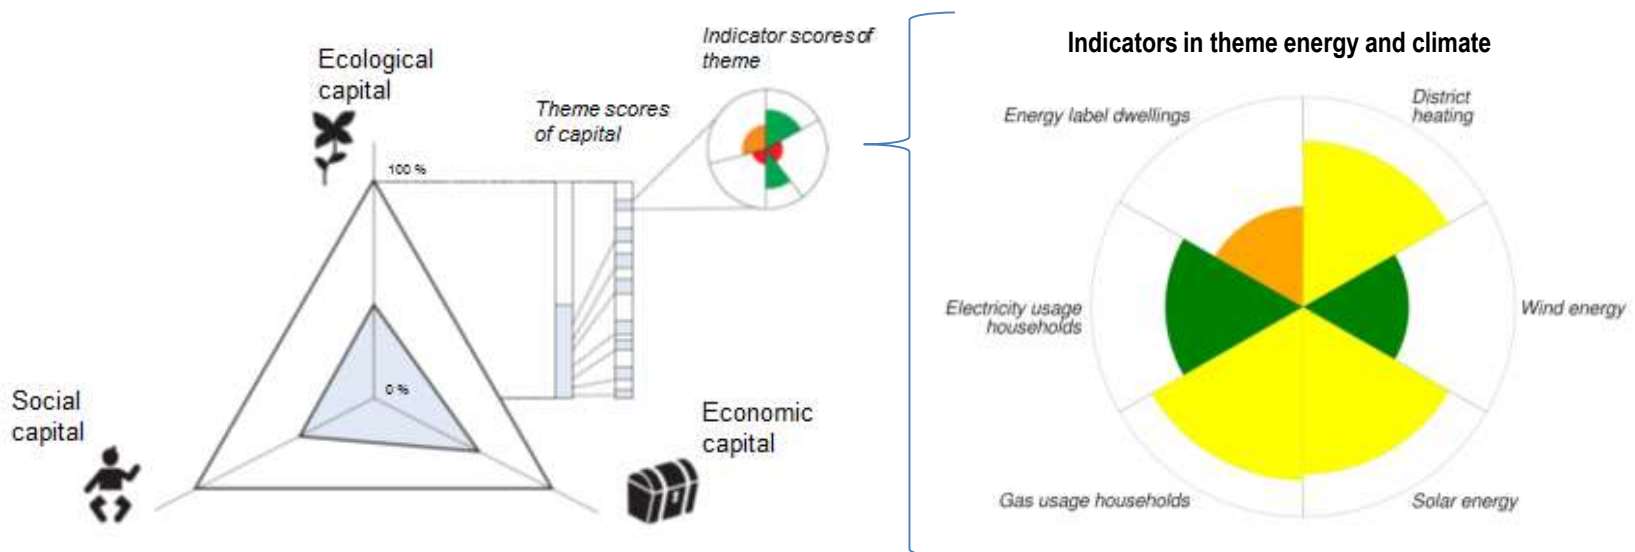 Ecological
capital
100 %
0 %
Social
capital
Economic
capital
Theme scores
of capital
Indicator scores of
theme
Indicators in theme energy and climate
Energy label dwellings
District
heating
Electricity usage
households
Wind energy
Gas usage households
Solar energy